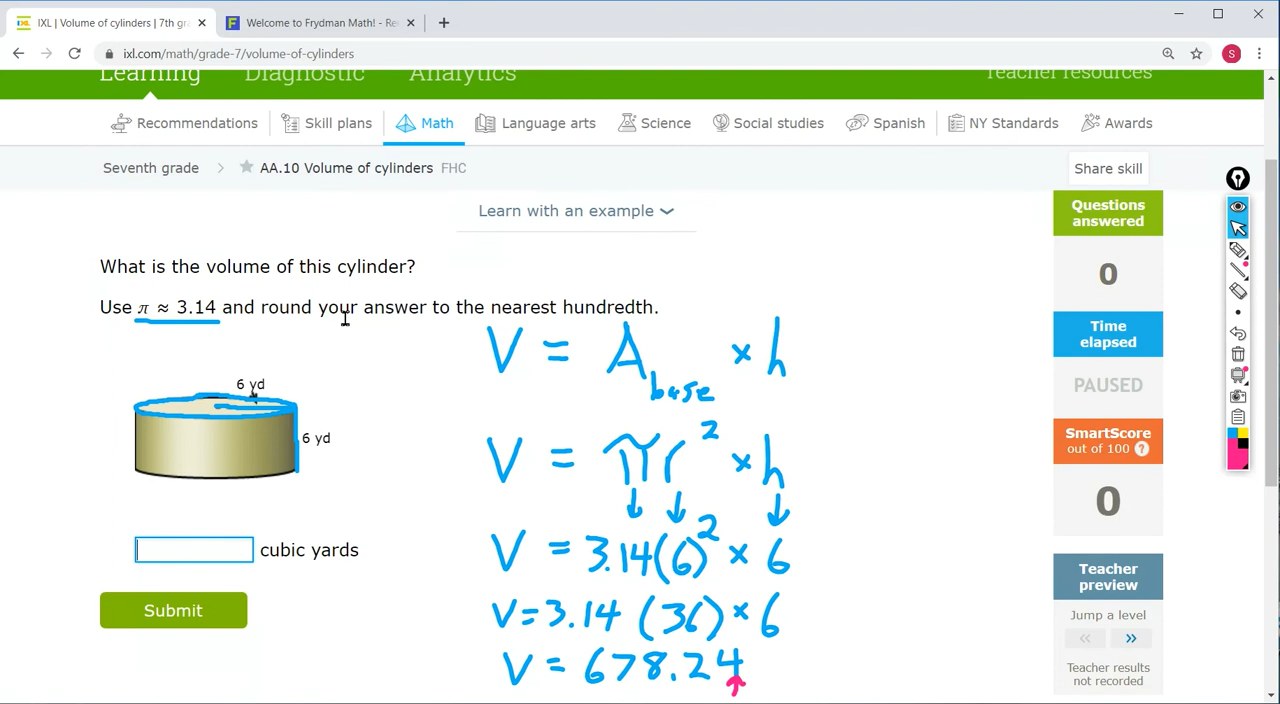 IXL | Volume of cylinders | 7th gra
Welcome to Frydman Math! - Re
ixl.com/math/grade-7/volume-of-cylinders
S
Learning Diagnostic Analytics Teacher resources
Recommendations Skill plans Math Language arts Science Social studies Spanish NY Standards Awards
Seventh grade > AA.10 Volume of cylinders FHC
Share skill
Learn with an example
Questions answered
0
Time elapsed
PAUSED
SmartScore
out of 100 ?
0
Teacher preview
Jump a level
Teacher results not recorded
What is the volume of this cylinder?
Use π ≈ 3.14 and round your answer to the nearest hundredth.
6 yd
6 yd
cubic yards
Submit
V = A base × h
V = πr² × h
V = 3.14(6)² × 6
V = 3.14 (36) × 6
V = 678.24